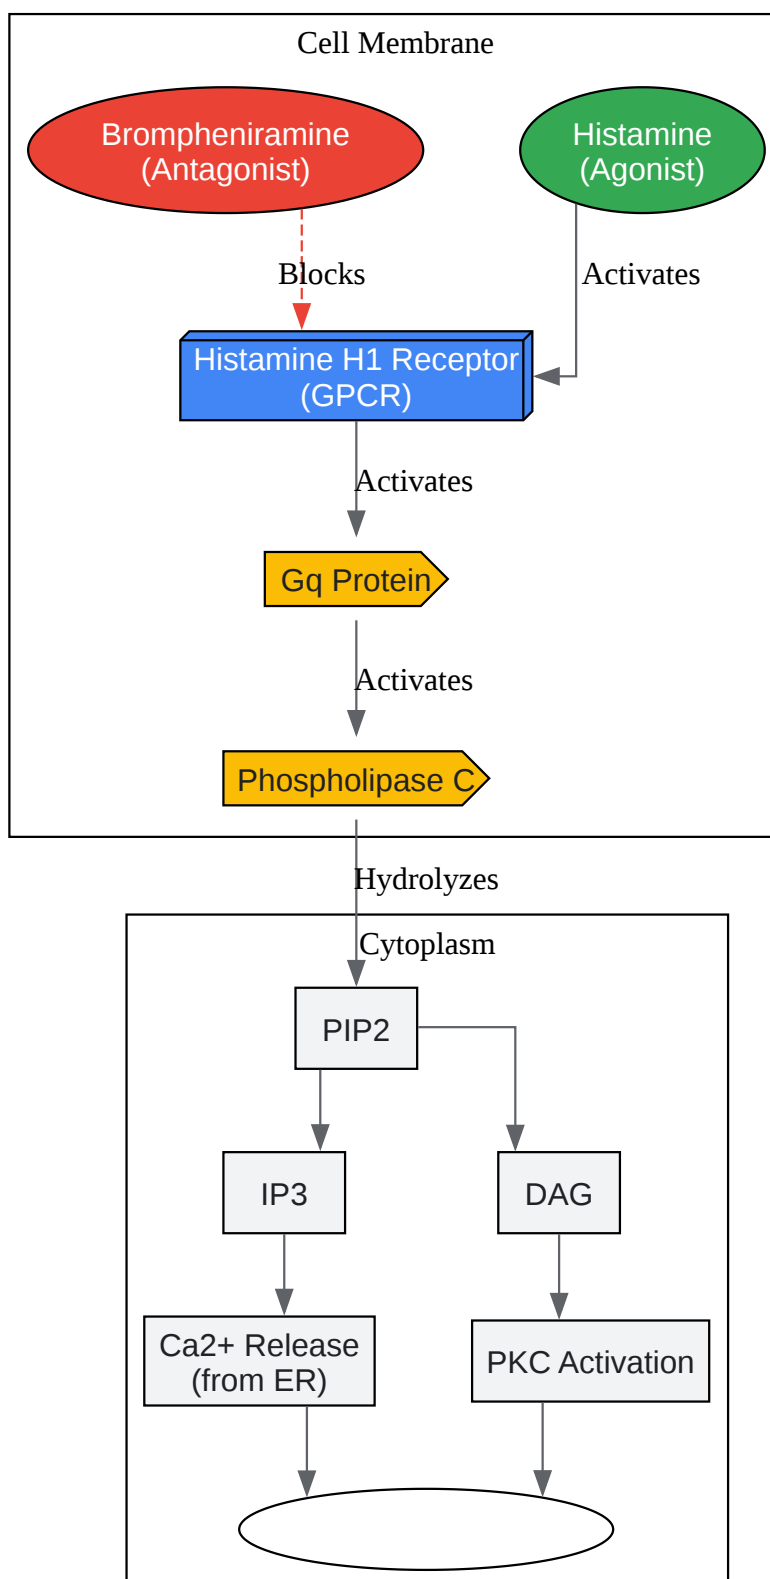 Cell Membrane
Brompheniramine
(Antagonist)
Histamine
(Agonist)
Blocks
Activates
Histamine H1 Receptor
(GPCR)
Activates
Gq Protein
Activates
Phospholipase C
Hydrolyzes
Cytoplasm
PIP2
IP3
DAG
Ca2+ Release
(from ER)
PKC Activation